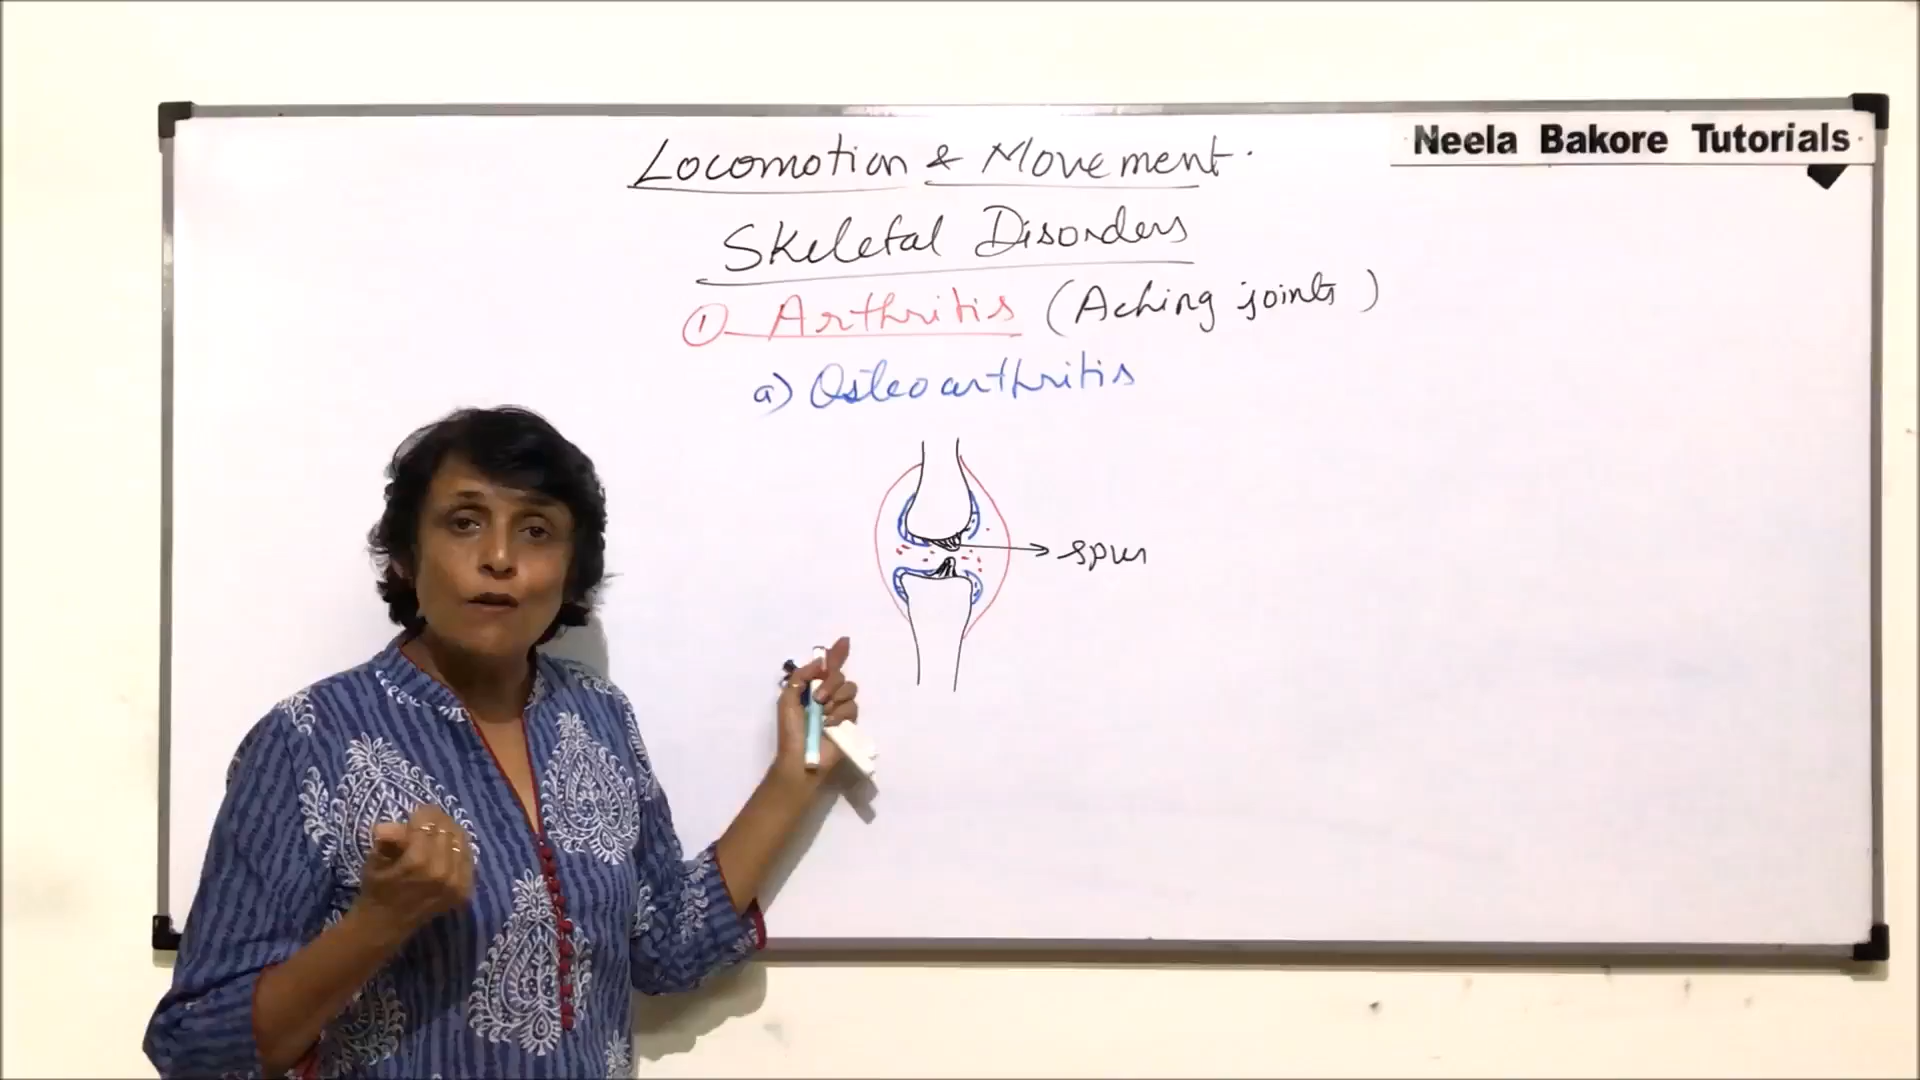 Neela Bakore Tutorials
Locomotion & Movement.
Skeletal Disorders
① Arthritis (Aching joints)
a) Osteoarthritis
spur